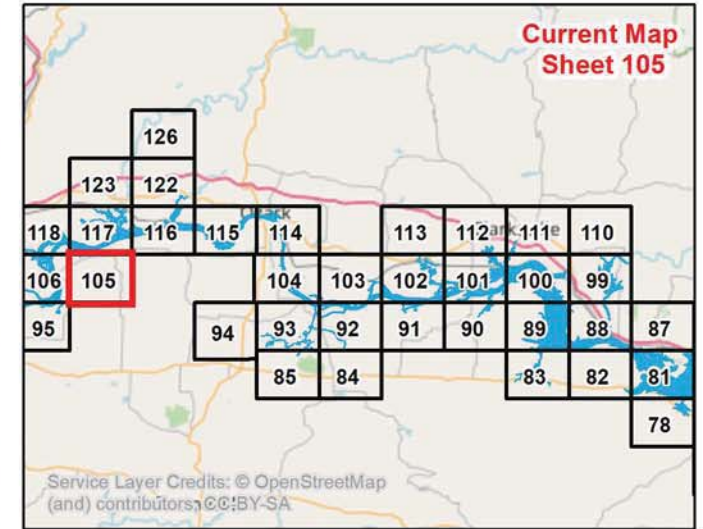 Current Map
Sheet 105
126
123 122
118 117 116 115 114 113 112 111 110
106 105 104 103 102 101 100 99
95 94 93 92 91 90 89 88 87
85 84 83 82 81
78
Service Layer Credits: © OpenStreetMap
(and) contributors, CC-BY-SA